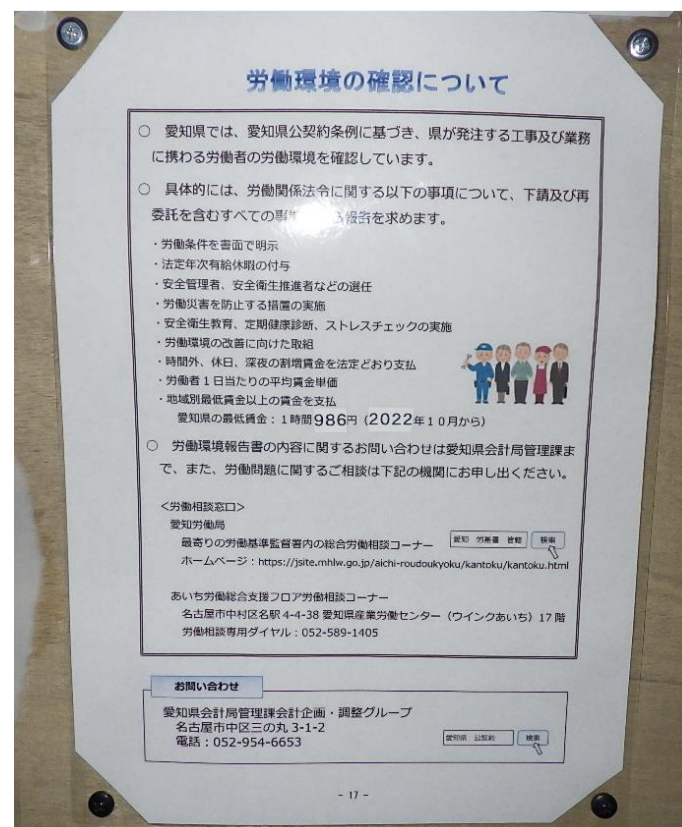 労働環境の確認について
○ 愛知県では、愛知県公契約条例に基づき、県が発注する工事及び業務
に携わる労働者の労働環境を確認しています。
○ 具体的には、労働関係法令に関する以下の事項について、下請及び再
委託を含むすべての 報告を求めます。
・労働条件を書面で明示
・法定年次有給休暇の付与
・安全管理者、安全衛生推進者などの選任
・労働災害を防止する措置の実施
・安全衛生教育、定期健康診断、ストレスチェックの実施
・労働環境の改善に向けた取組
・時間外、休日、深夜の割増賃金を法定どおり支払
・労働者1日当たりの平均賃金単価
・地域別最低賃金以上の賃金を支払
愛知県の最低賃金：1時間986円（2022年10月から）
○ 労働環境報告書の内容に関するお問い合わせは愛知県会計局管理課ま
で、また、労働問題に関するご相談は下記の機関にお申し出ください。
＜労働相談窓口＞
愛知労働局
最寄りの労働基準監督署内の総合労働相談コーナー
愛知 労基署 管轄 検索
ホームページ：https://jsite.mhlw.go.jp/aichi-roudoukyoku/kantoku/kantoku.html
あいち労働総合支援フロア労働相談コーナー
名古屋市中村区名駅 4-4-38 愛知県産業労働センター（ウインクあいち）17 階
労働相談専用ダイヤル：052-589-1405
お問い合わせ
愛知県会計局管理課会計企画・調整グループ
名古屋市中区三の丸 3-1-2
電話：052-954-6653
愛知県 公契約 検索
- 17 -